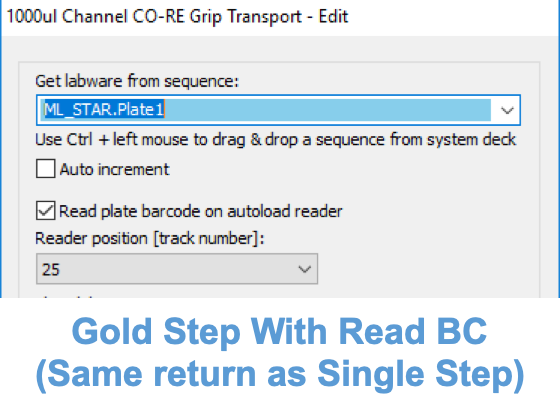 1000ul Channel CO-RE Grip Transport - Edit
Get labware from sequence:
ML_STAR.Plate1
Use Ctrl + left mouse to drag & drop a sequence from system deck
Auto increment
Read plate barcode on autoload reader
Reader position [track number]:
25
Gold Step With Read BC
(Same return as Single Step)